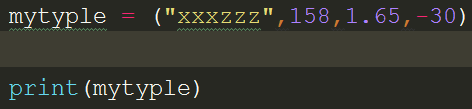 mytyple = ("xxxzzz",158,1.65,-30)
print(mytyple)